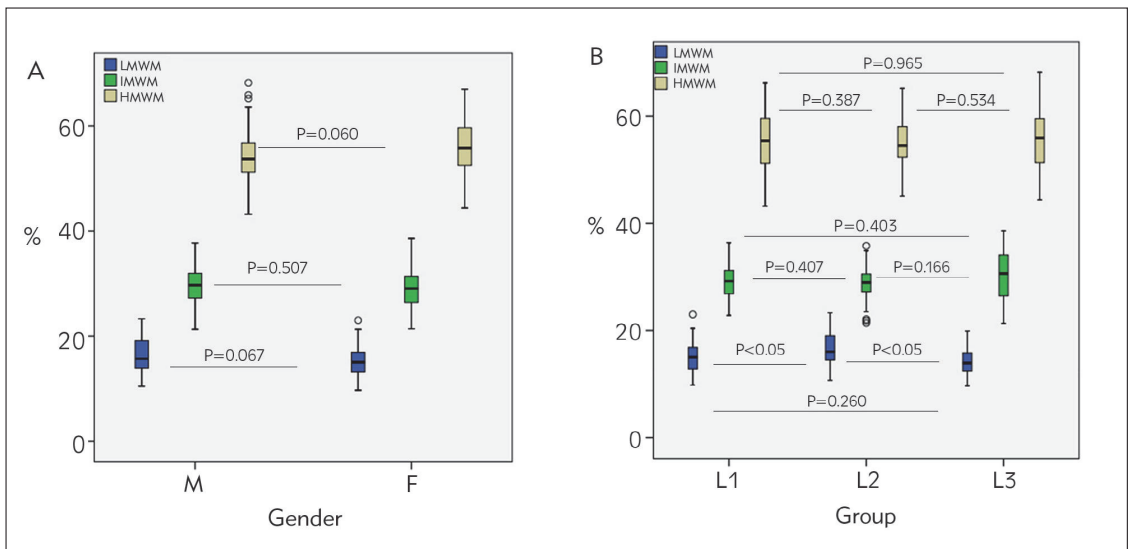 A
LMWM
IMWM
HMWM
60
40
20
0
%
P=0.060
P=0.507
P=0.067
M
F
Gender
B
LMWM
IMWM
HMWM
60
40
20
0
%
P=0.965
P=0.387
P=0.534
P=0.403
P=0.407
P=0.166
P<0.05
P<0.05
P=0.260
L1
L2
L3
Group